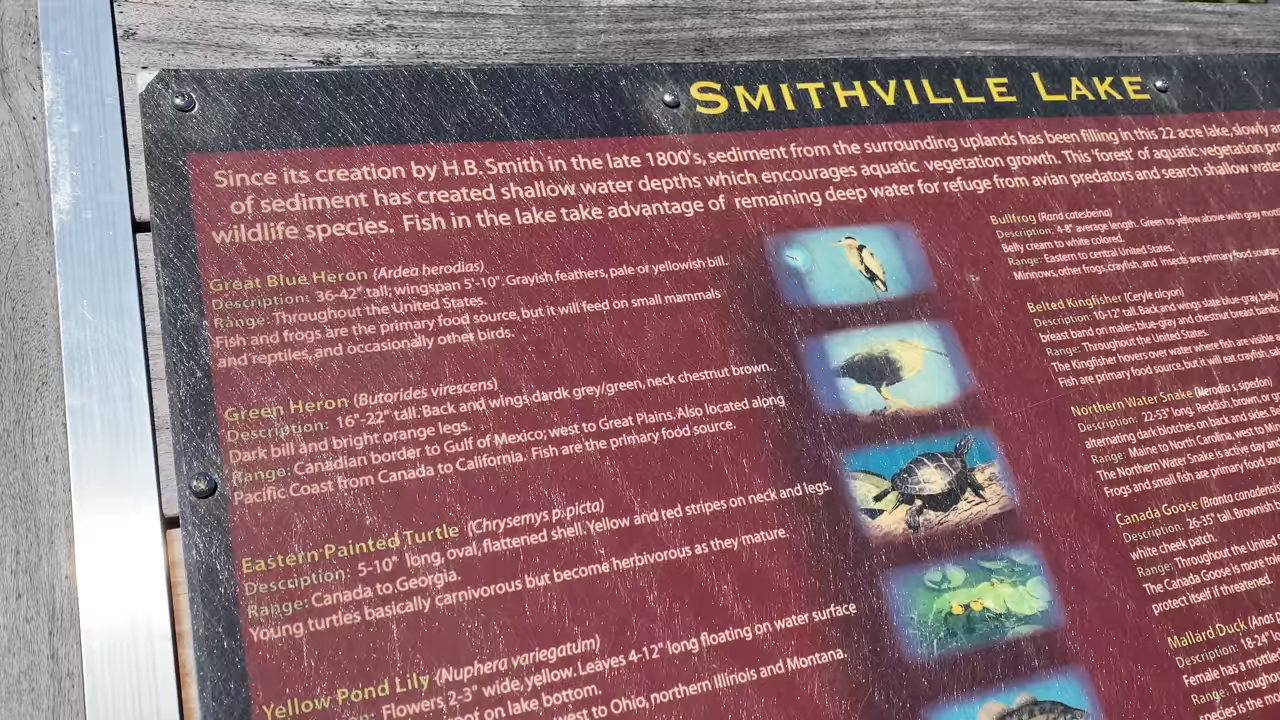 SMITHVILLE LAKE
Since its creation by H.B. Smith in the late 1800's, sediment from the surrounding uplands has been filling in this 22 acre lake, slowly
of sediment has created shallow water depths which encourages aquatic vegetation growth. This 'forest' of aquatic vegetation
wildlife species. Fish in the lake take advantage of remaining deep water for refuge from avian predators and search shallow
Great Blue Heron (Ardea herodias)
Description: 36-42" tall; wingspan 5'-10". Grayish feathers, pale or yellowish bill.
Range: Throughout the United States.
Fish and frogs are the primary food source, but it will feed on small mammals
and reptiles, and occasionally other birds.
Green Heron (Butorides virescens)
Description: 16"-22" tall: Back and wings dardk grey/green, neck chestnut brown.
Dark bill and bright orange legs.
Range: Canadian border to Gulf of Mexico; west to Great Plains. Also located along
Pacific Coast from Canada to California. Fish are the primary food source.
Eastern Painted Turtle (Chrysemys p. picta)
Description: 5-10" long, oval, flattened shell. Yellow and red stripes on neck and legs.
Range: Canada to Georgia.
Young turtles basically carnivorous but become herbivorous as they mature.
Yellow Pond Lily (Nuphera variegatum)
Flowers 2-3" wide, yellow. Leaves 4-12" long floating on water surface
on lake bottom.
west to Ohio, northern Illinois and Montana.
Bullfrog (Rana catesbeina)
Description: 4-8" average length. Green to yellow above with gray
Belly cream to white colored.
Range: Eastern to central United States.
Minnows, other frogs, crayfish, and insects are primary food
Belted Kingfisher (Ceryle alcyon)
Description: 10-12" tall. Back and wings slate blue-gray, belly
breast band on males; blue-gray and chestnut breast
Range: Throughout the United States.
The Kingfisher hovers over water where fish are visible
Fish are primary food source, but it will eat crayfish,
Northern Water Snake (Nerodia s. sipedon)
Description: 22-53" long. Reddish, brown, or
alternating dark blotches on back and sides.
Range: Maine to North Carolina, west to
The Northern Water Snake is active day
Frogs and small fish are primary food
Canada Goose (Branta
Description: 26-35" tall. Brownish
white cheek patch.
Range: Throughout the United
The Canada Goose is more
protect itself if threatened.
Mallard Duck (Anas
Description: 18-24"
Female has a mottled
Range:
species is the